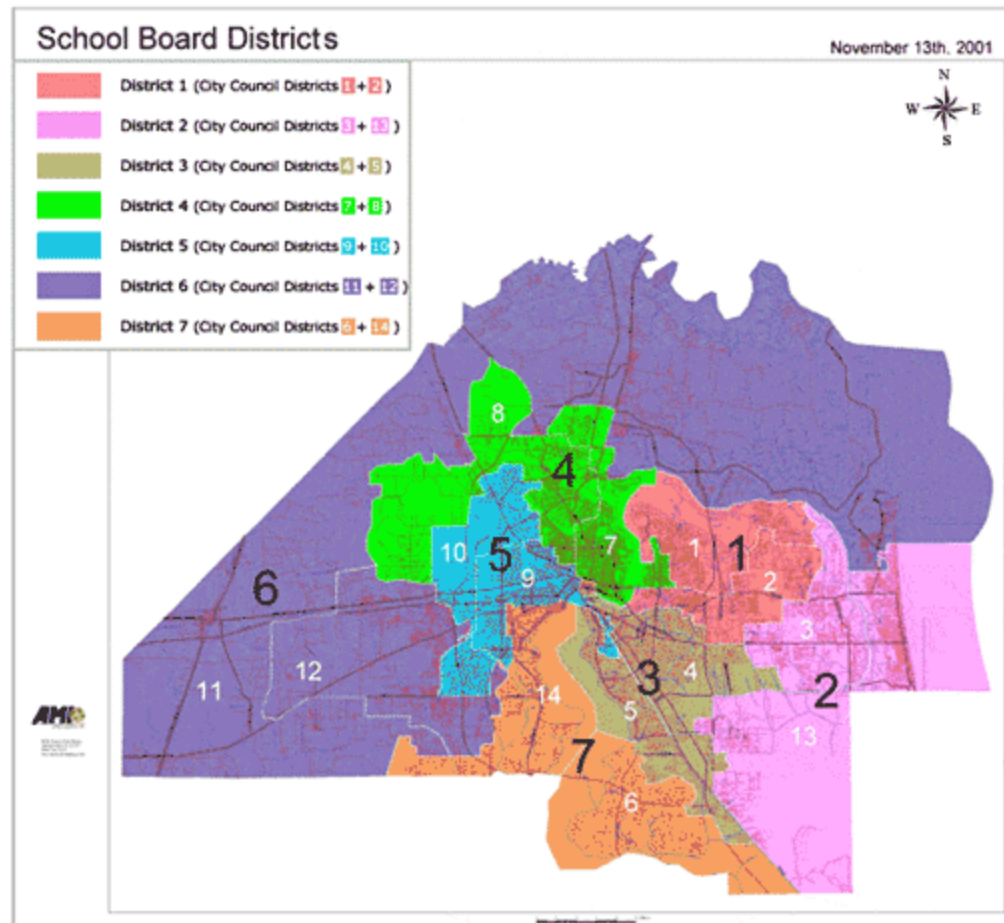 School Board Districts
November 13th, 2001
District 1 (City Council Districts 1 + 2 )
District 2 (City Council Districts 3 + 13 )
District 3 (City Council Districts 4 + 5 )
District 4 (City Council Districts 7 + 8 )
District 5 (City Council Districts 9 + 10 )
District 6 (City Council Districts 11 + 12 )
District 7 (City Council Districts 6 + 14 )
N
W E
S
8
4
10
5
9
7
1
1
2
6
3
12
11
3
4
2
14
5
13
7
6